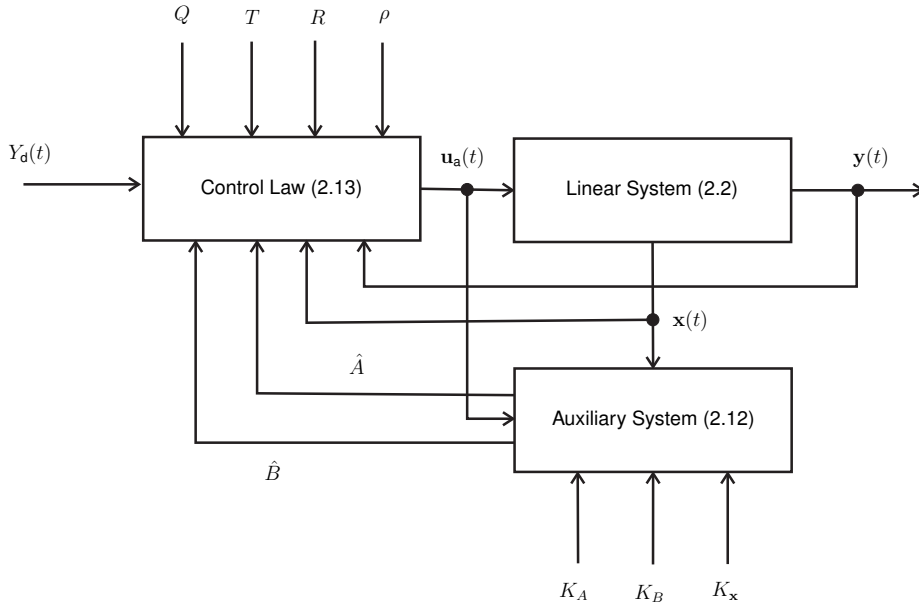 Q T R ρ
Y_d(t) u_a(t) y(t)
Control Law (2.13) Linear System (2.2)
x(t)
Â
Auxiliary System (2.12)
B̂
K_A K_B K_x